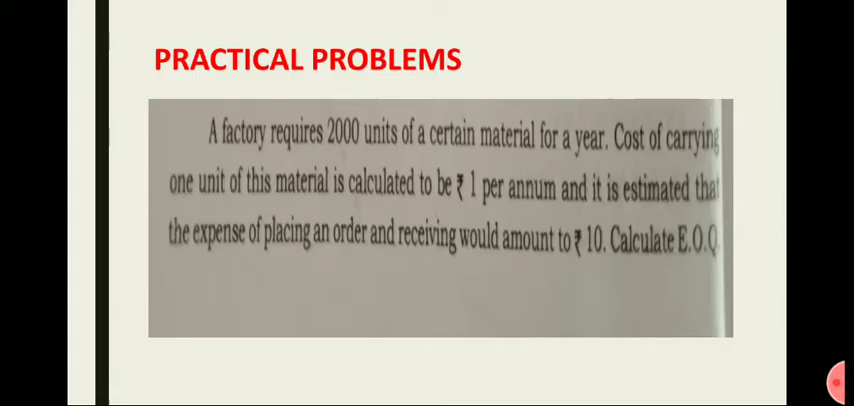 PRACTICAL PROBLEMS
A factory requires 2000 units of a certain material for a year. Cost of carrying
one unit of this material is calculated to be ₹ 1 per annum and it is estimated that
the expense of placing an order and receiving would amount to ₹ 10. Calculate E.O.Q.